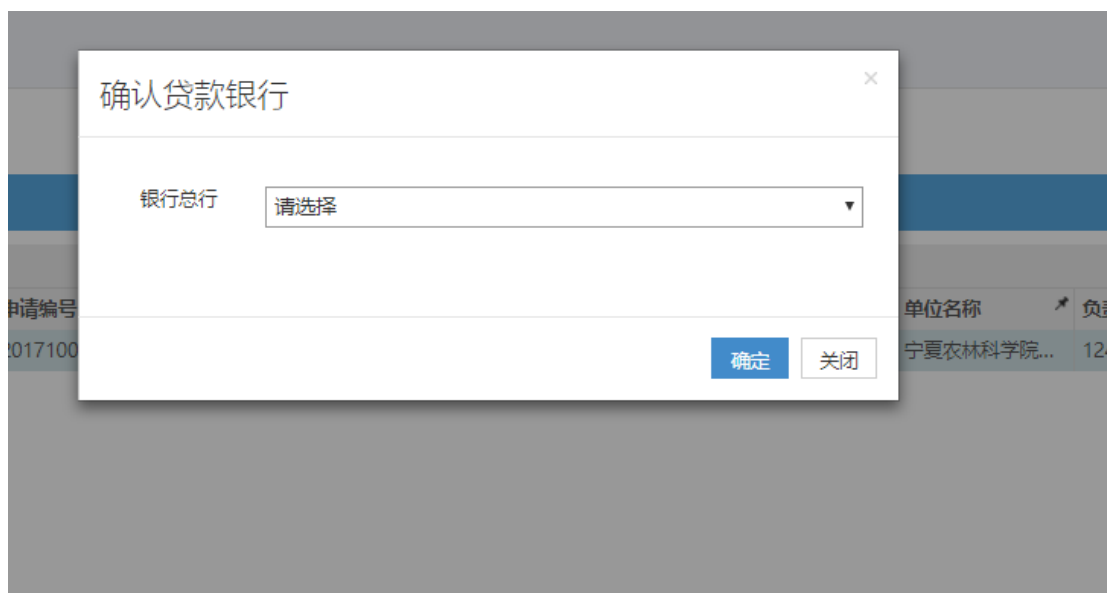 确认贷款银行
×
银行总行
请选择
申请编号
单位名称
2017100
宁夏农林科学院...
124
确定
关闭